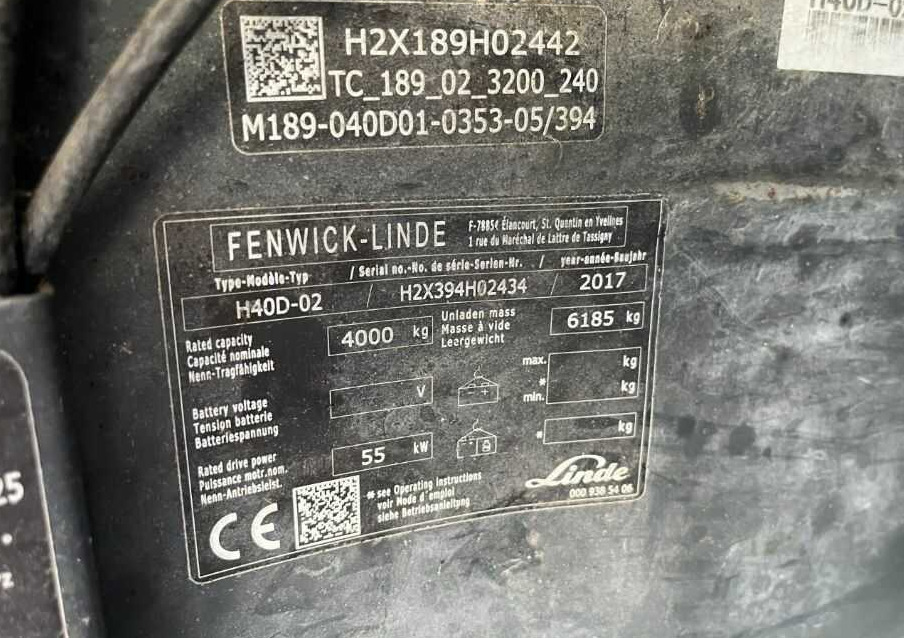 H40D-0
H2X189H02442
TC_189_02_3200_240
M189-040D01-0353-05/394
FENWICK-LINDE
F-78854 Élancourt, St. Quentin en Yvelines
1 rue du Maréchal de Lattre de Tassigny
Type-Modèle-Typ / Serial no.-No. de série-Serien-Nr. / year-année-Baujahr
H40D-02 / H2X394H02434 / 2017
Rated capacity
Capacité nominale
Nenn-Tragfähigkeit
4000 kg
Unladen mass
Masse à vide
Leergewicht
6185 kg
Battery voltage
Tension batterie
Batteriespannung
V
max. kg
*
min. kg
Rated drive power
Puissance motr.nom.
Nenn-Antriebsleist.
55 kW
* kg
CE
* see Operating Instructions
voir Mode d'emploi
siehe Betriebsanleitung
Linde
000 938 54 06
25